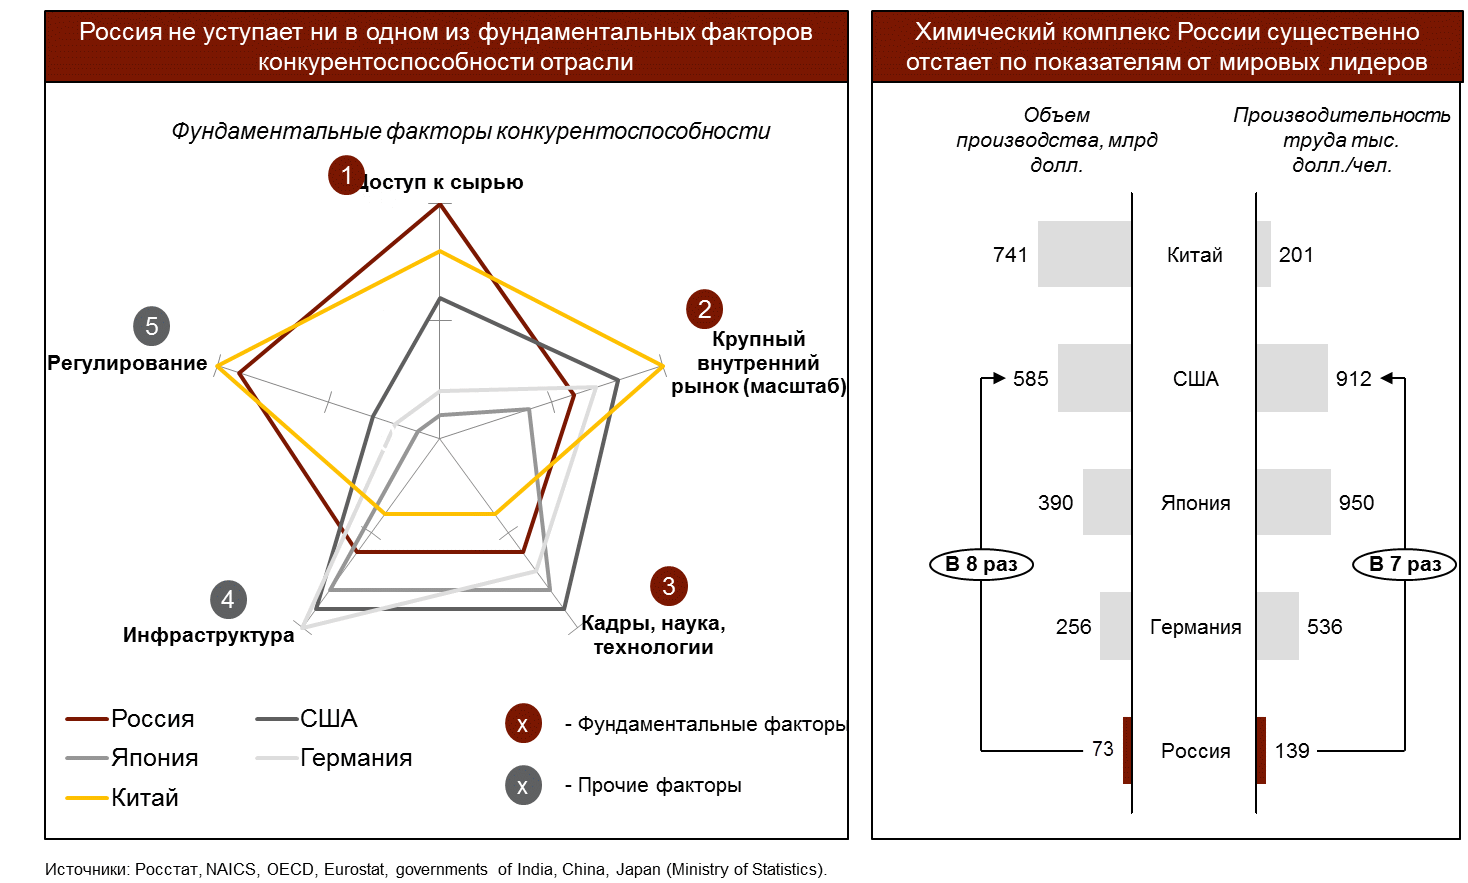 Россия не уступает ни в одном из фундаментальных факторов
конкурентоспособности отрасли
Фундаментальные факторы конкурентоспособности
1
Доступ к сырью
2
Крупный
внутренний
рынок (масштаб)
5
Регулирование
4
Инфраструктура
3
Кадры, наука,
технологии
Россия
США
Япония
Германия
Китай
x - Фундаментальные факторы
x - Прочие факторы
Химический комплекс России существенно
отстает по показателям от мировых лидеров
Объем
производства, млрд
долл.
Производительность
труда тыс.
долл./чел.
741 Китай 201
585 США 912
390 Япония 950
В 8 раз
В 7 раз
256 Германия 536
73 Россия 139
Источники: Росстат, NAICS, OECD, Eurostat, governments of India, China, Japan (Ministry of Statistics).